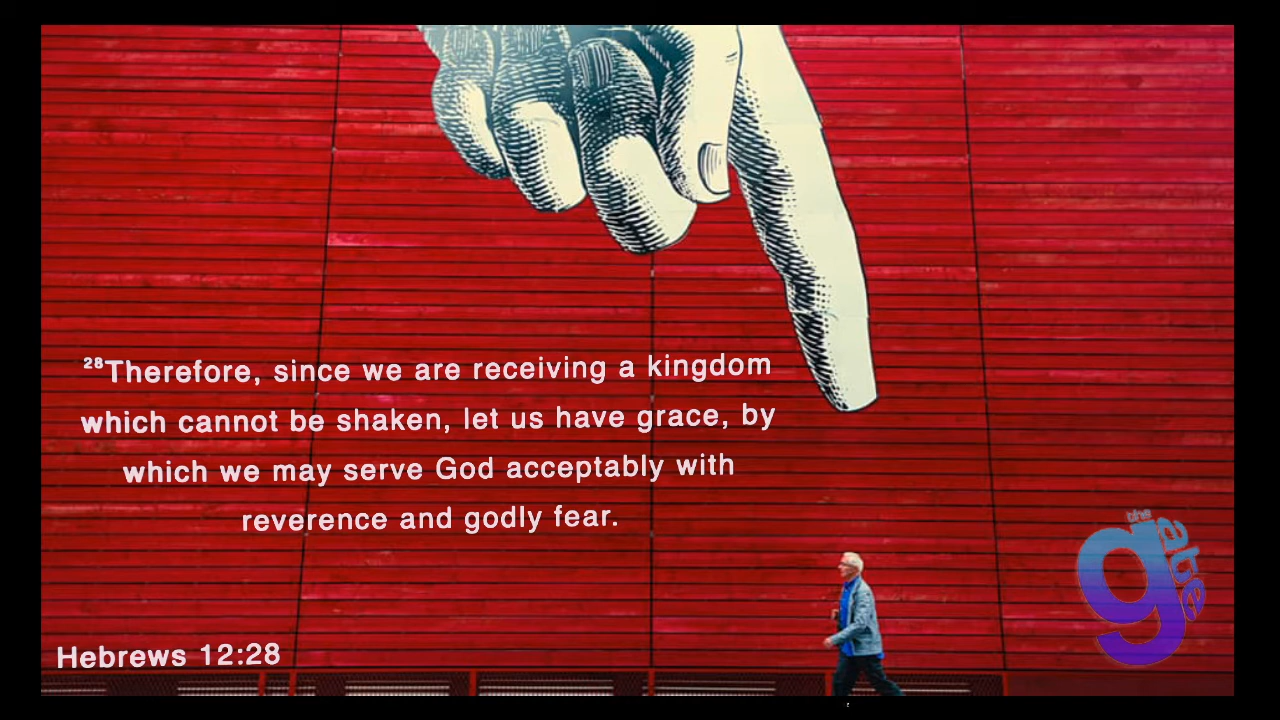 ²⁸Therefore, since we are receiving a kingdom
which cannot be shaken, let us have grace, by
which we may serve God acceptably with
reverence and godly fear.
Hebrews 12:28
the
gate